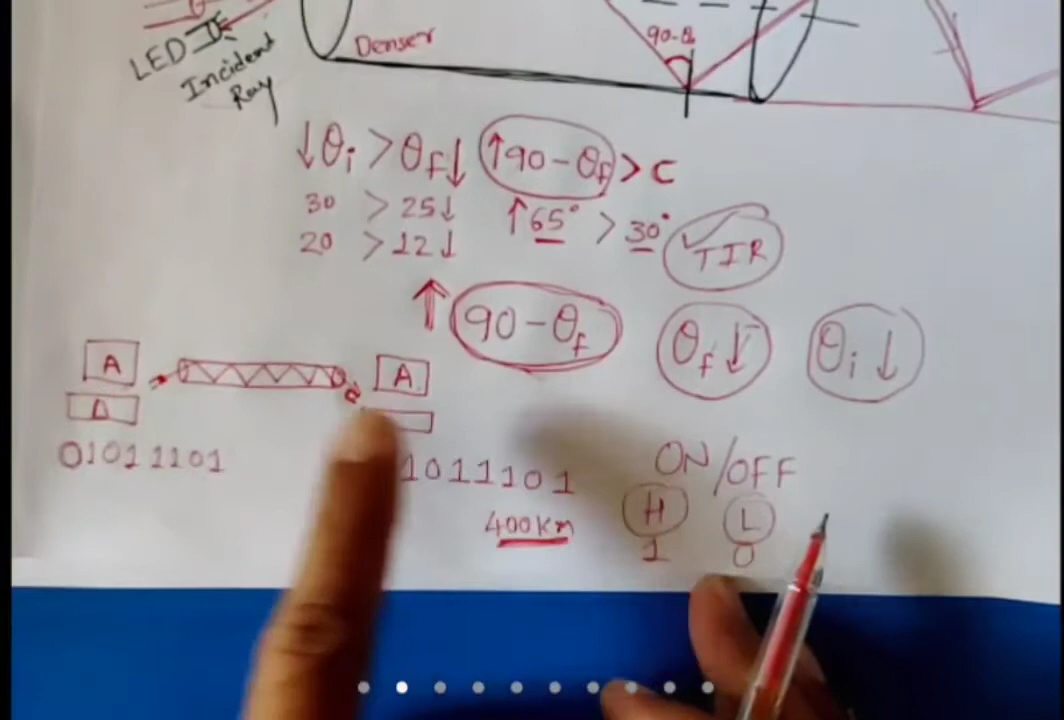 LED
Incident
Ray
Denser
90-θ
↓θi > θf↓ ↑90-θf > C
30 > 25↓ ↑65° > 30° TIR
20 > 12↓
↑ 90-θf θf↓ θi↓
A A
01011101 1011101
ON/OFF
H L
1 0
400km